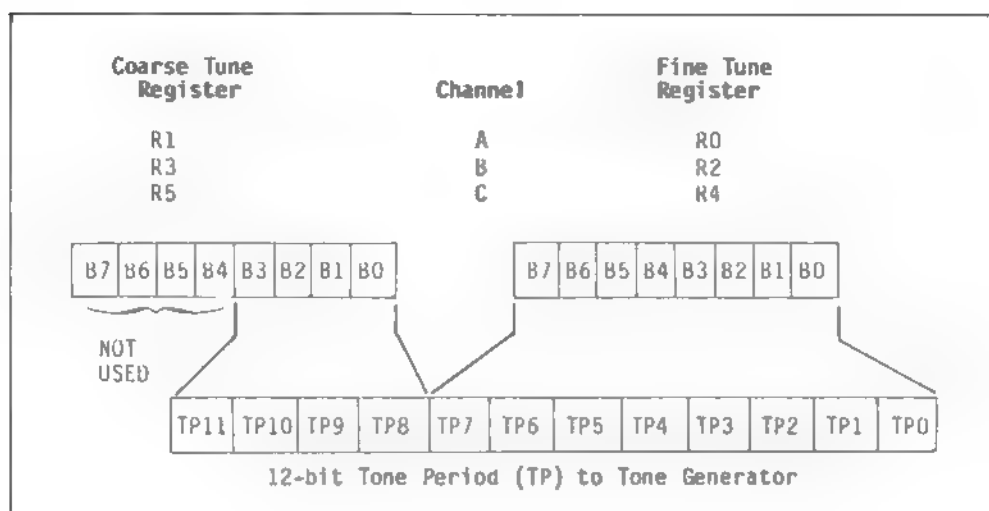 Coarse Tune Register
Channel
Fine Tune Register
R1 A R0
R3 B R2
R5 C R4
B7 B6 B5 B4 B3 B2 B1 B0
B7 B6 B5 B4 B3 B2 B1 B0
NOT
USED
TP11 TP10 TP9 TP8 TP7 TP6 TP5 TP4 TP3 TP2 TP1 TP0
12-bit Tone Period (TP) to Tone Generator